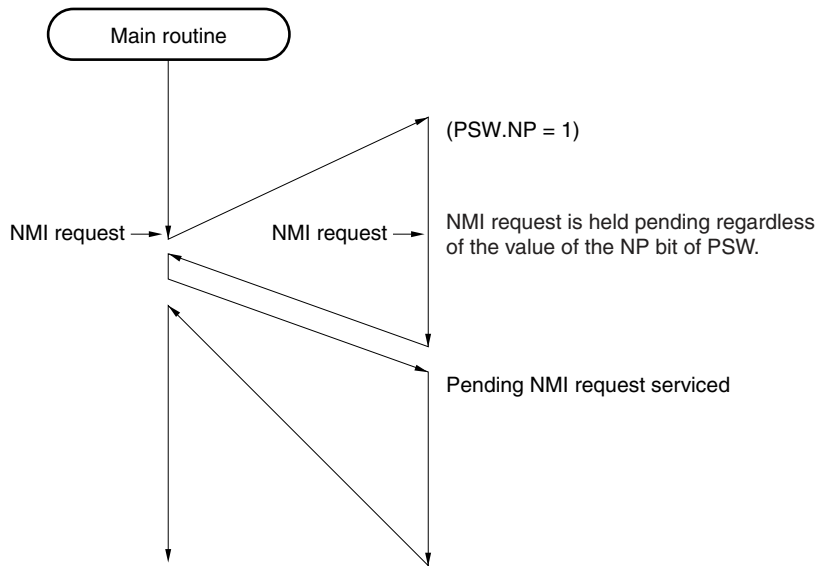 Main routine
(PSW.NP = 1)
NMI request
NMI request
NMI request is held pending regardless
of the value of the NP bit of PSW.
Pending NMI request serviced